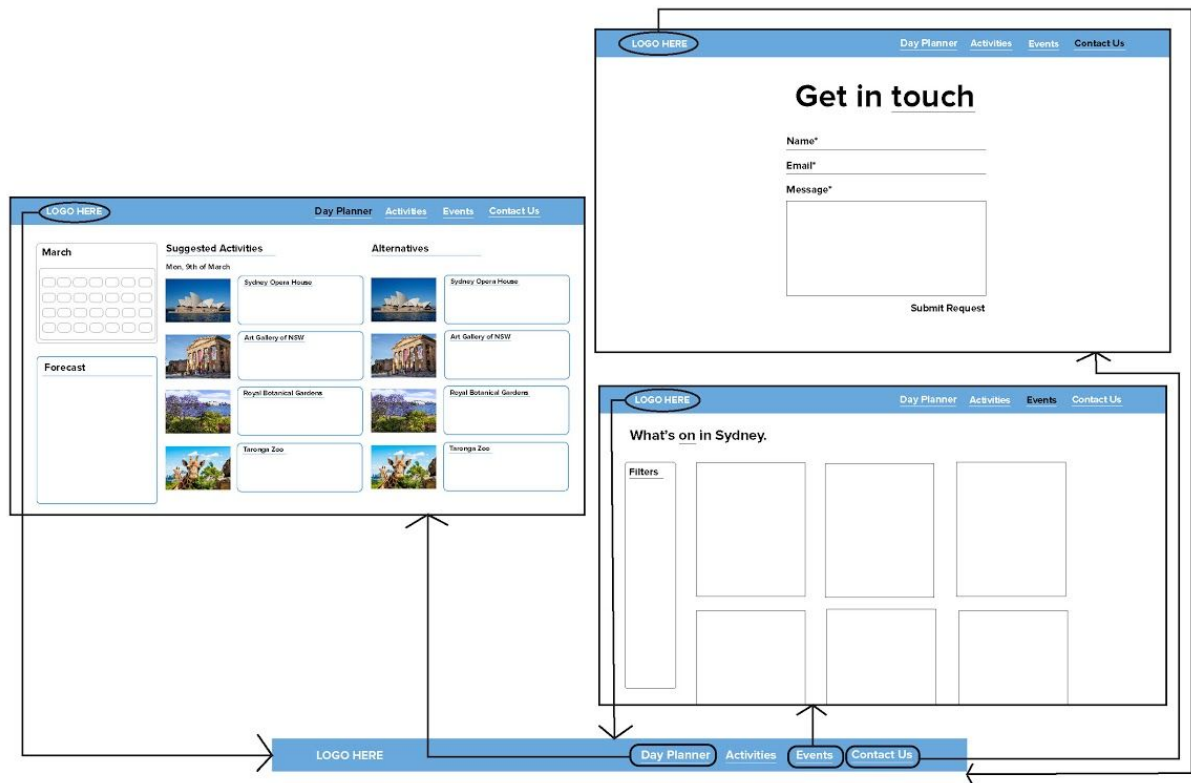 LOGO HERE
Day Planner Activities Events Contact Us
Get in touch
Name*
Email*
Message*
Submit Request
LOGO HERE
Day Planner Activities Events Contact Us
March
Forecast
Suggested Activities
Mon, 9th of March
Sydney Opera House
Art Gallery of NSW
Royal Botanical Gardens
Taronga Zoo
Alternatives
Sydney Opera House
Art Gallery of NSW
Royal Botanical Gardens
Taronga Zoo
LOGO HERE
Day Planner Activities Events Contact Us
What's on in Sydney.
Filters
LOGO HERE
Day Planner Activities Events Contact Us